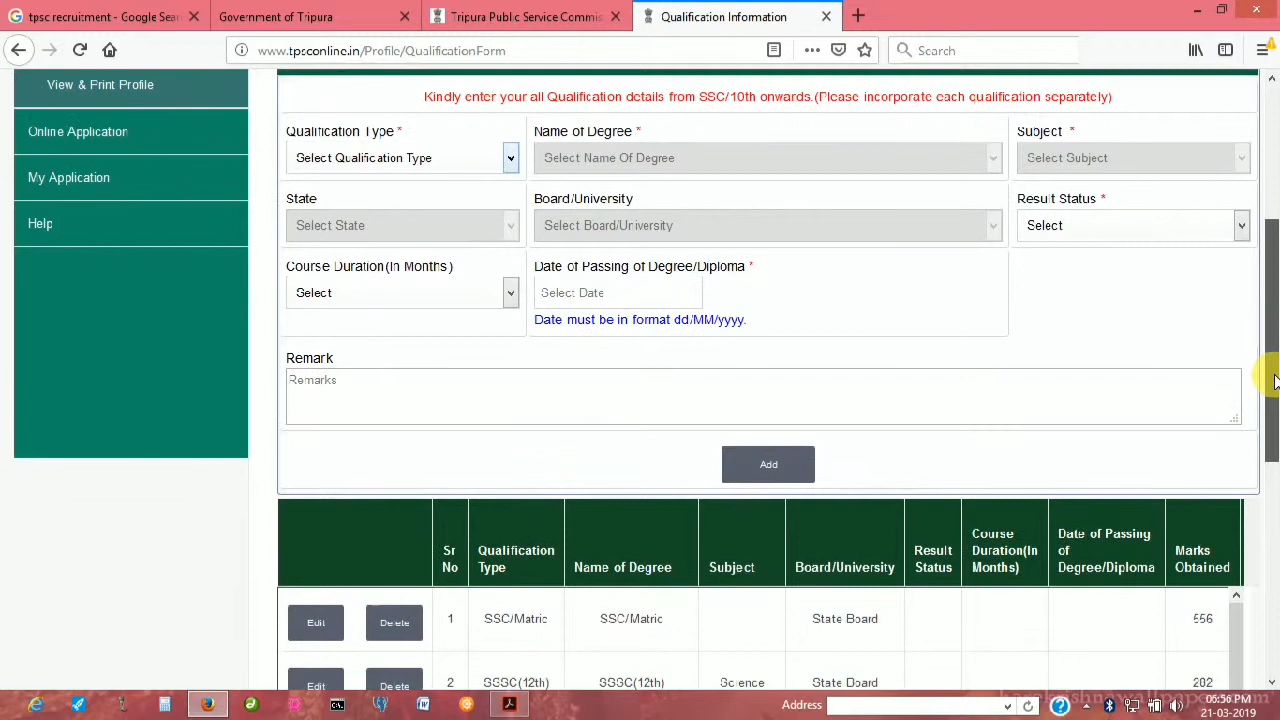 tpsc recruitment - Google Sear
Government of Tripura
Tripura Public Service Commis
Qualification Information
www.tpsconline.in/Profile/QualificationForm
Search
View & Print Profile
Online Application
My Application
Help
Kindly enter your all Qualification details from SSC/10th onwards.(Please incorporate each qualification separately)
Qualification Type * Name of Degree * Subject *
Select Qualification Type Select Name Of Degree Select Subject
State Board/University Result Status *
Select State Select Board/University Select
Course Duration(In Months) Date of Passing of Degree/Diploma *
Select Select Date
Date must be in format dd/MM/yyyy.
Remark
Remarks
Add
Sr No
Qualification Type
Name of Degree
Subject
Board/University
Result Status
Course Duration(In Months)
Date of Passing of Degree/Diploma
Marks Obtained
Edit Delete 1 SSC/Matric SSC/Matric State Board 556
Edit Delete 2 SSSC(12th) SSSC(12th) Science State Board 282
Address
05:56 PM
21-03-2019